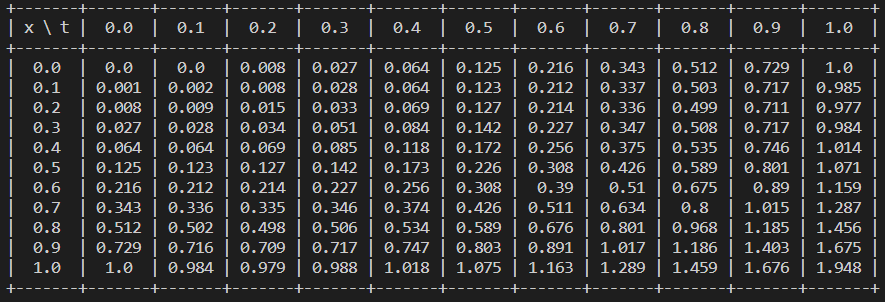 +-------+-------+-------+-------+-------+-------+-------+-------+-------+-------+-------+-------+
| x \ t | 0.0 | 0.1 | 0.2 | 0.3 | 0.4 | 0.5 | 0.6 | 0.7 | 0.8 | 0.9 | 1.0 |
+-------+-------+-------+-------+-------+-------+-------+-------+-------+-------+-------+-------+
| 0.0 | 0.0 | 0.0 | 0.008 | 0.027 | 0.064 | 0.125 | 0.216 | 0.343 | 0.512 | 0.729 | 1.0 |
| 0.1 | 0.001 | 0.002 | 0.008 | 0.028 | 0.064 | 0.123 | 0.212 | 0.337 | 0.503 | 0.717 | 0.985 |
| 0.2 | 0.008 | 0.009 | 0.015 | 0.033 | 0.069 | 0.127 | 0.214 | 0.336 | 0.499 | 0.711 | 0.977 |
| 0.3 | 0.027 | 0.028 | 0.034 | 0.051 | 0.084 | 0.142 | 0.227 | 0.347 | 0.508 | 0.717 | 0.984 |
| 0.4 | 0.064 | 0.064 | 0.069 | 0.085 | 0.118 | 0.172 | 0.256 | 0.375 | 0.535 | 0.746 | 1.014 |
| 0.5 | 0.125 | 0.123 | 0.127 | 0.142 | 0.173 | 0.226 | 0.308 | 0.426 | 0.589 | 0.801 | 1.071 |
| 0.6 | 0.216 | 0.212 | 0.214 | 0.227 | 0.256 | 0.308 | 0.39 | 0.51 | 0.675 | 0.89 | 1.159 |
| 0.7 | 0.343 | 0.336 | 0.335 | 0.346 | 0.374 | 0.426 | 0.511 | 0.634 | 0.8 | 1.015 | 1.287 |
| 0.8 | 0.512 | 0.502 | 0.498 | 0.506 | 0.534 | 0.589 | 0.676 | 0.801 | 0.968 | 1.185 | 1.456 |
| 0.9 | 0.729 | 0.716 | 0.709 | 0.717 | 0.747 | 0.803 | 0.891 | 1.017 | 1.186 | 1.403 | 1.675 |
| 1.0 | 1.0 | 0.984 | 0.979 | 0.988 | 1.018 | 1.075 | 1.163 | 1.289 | 1.459 | 1.676 | 1.948 |
+-------+-------+-------+-------+-------+-------+-------+-------+-------+-------+-------+-------+